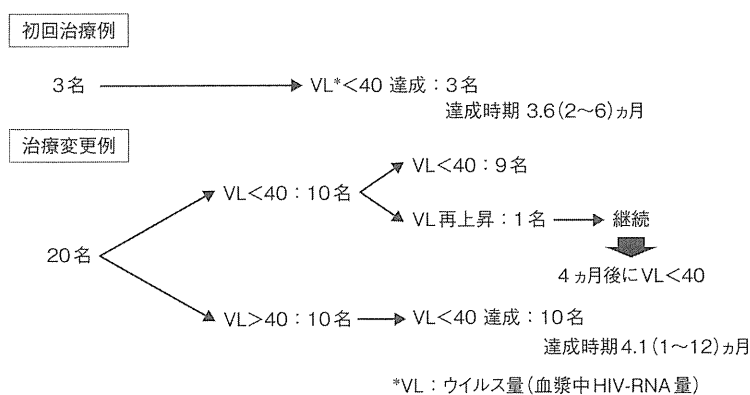 初回治療例
3名
VL*<40 達成：3名
達成時期 3.6(2〜6)ヵ月
治療変更例
20名
VL<40：10名
VL<40：9名
VL再上昇：1名
継続
4ヵ月後にVL<40
VL>40：10名
VL<40 達成：10名
達成時期4.1(1〜12)ヵ月
*VL：ウイルス量(血漿中HIV-RNA量)